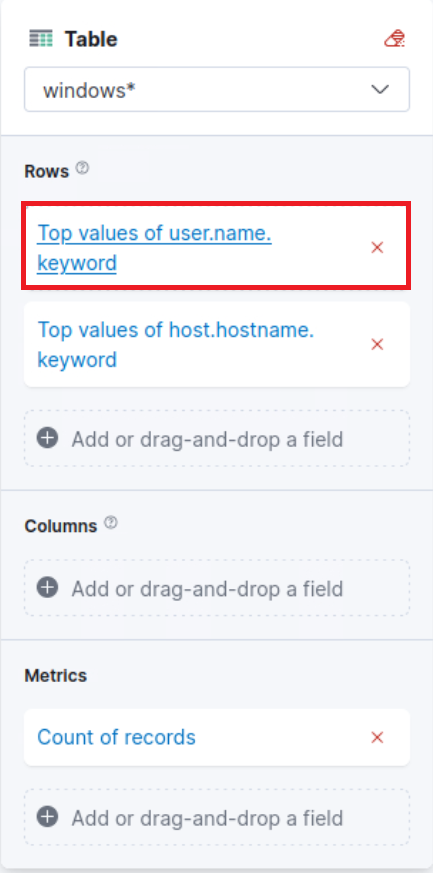 Table
windows*
Rows
Top values of user.name.
keyword
Top values of host.hostname.
keyword
Add or drag-and-drop a field
Columns
Add or drag-and-drop a field
Metrics
Count of records
Add or drag-and-drop a field